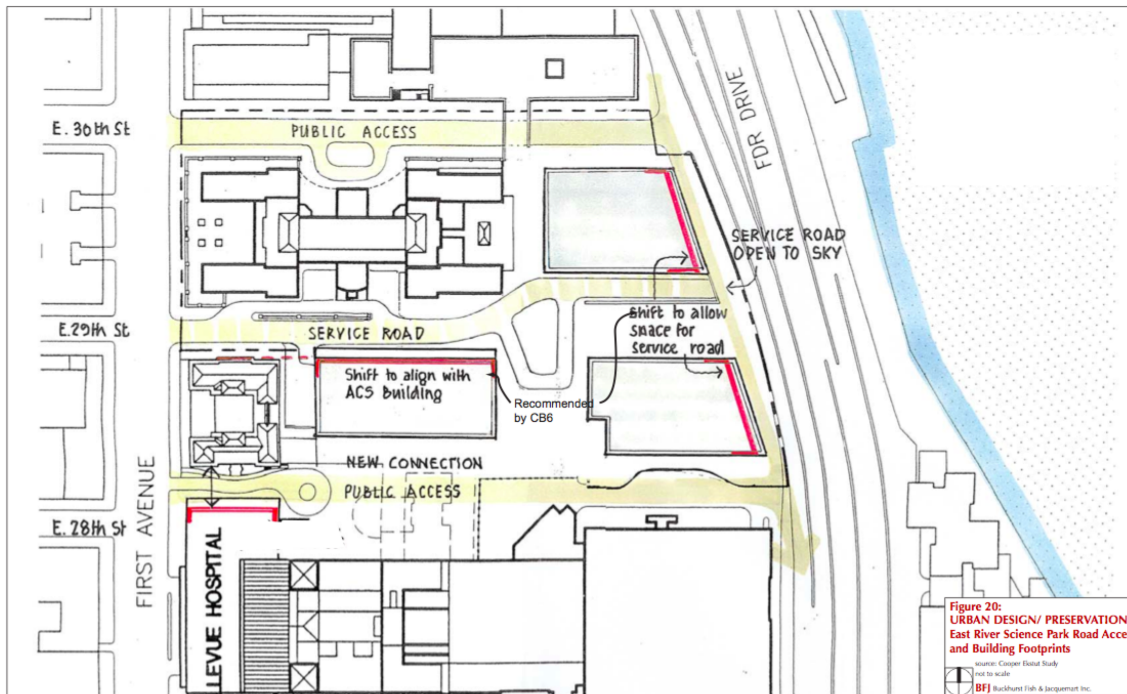 E. 30th St
PUBLIC ACCESS
FDR DRIVE
SERVICE ROAD
OPEN TO SKY
E.29th St
SERVICE ROAD
Shift to allow
space for
service road
Shift to align with
ACS Building
Recommended
by CB6
NEW CONNECTION
PUBLIC ACCESS
E. 28th St
FIRST AVENUE
LLEVUE HOSPITAL
Figure 20:
URBAN DESIGN/ PRESERVATION
East River Science Park Road Acce
and Building Footprints
source: Cooper Ekstut Study
not to scale
BFJ Buckhurst Fish & Jacquemart Inc.